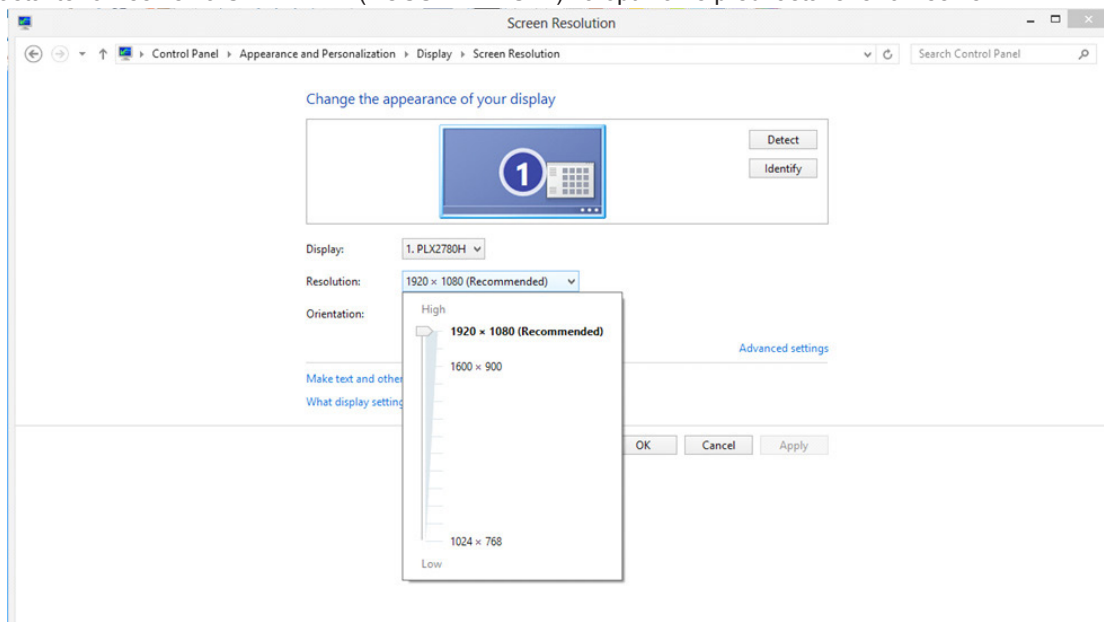 Screen Resolution
Control Panel ▸ Appearance and Personalization ▸ Display ▸ Screen Resolution
Search Control Panel
Change the appearance of your display
1
Detect
Identify
Display: 1. PLX2780H
Resolution: 1920 × 1080 (Recommended)
Orientation:
High
1920 × 1080 (Recommended)
1600 × 900
1024 × 768
Low
Advanced settings
Make text and other
What display setting
OK Cancel Apply